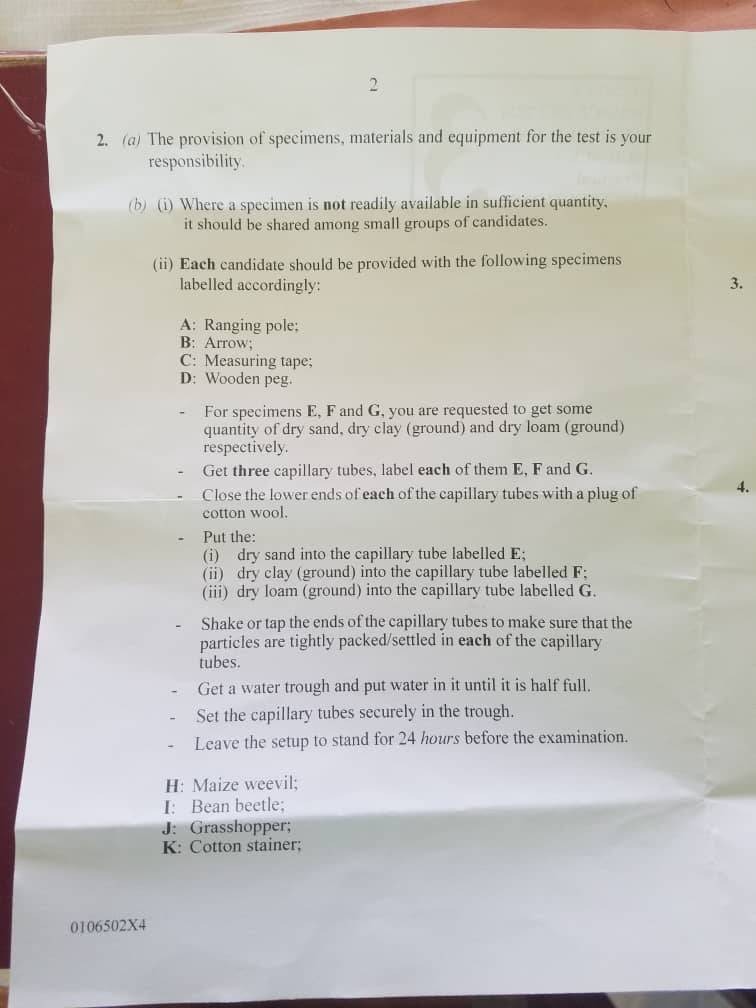 2
2. (a) The provision of specimens, materials and equipment for the test is your
responsibility.
(b) (i) Where a specimen is not readily available in sufficient quantity,
it should be shared among small groups of candidates.
(ii) Each candidate should be provided with the following specimens
labelled accordingly:
3.
A: Ranging pole;
B: Arrow;
C: Measuring tape;
D: Wooden peg.
- For specimens E, F and G, you are requested to get some
quantity of dry sand, dry clay (ground) and dry loam (ground)
respectively.
- Get three capillary tubes, label each of them E, F and G.
4.
- Close the lower ends of each of the capillary tubes with a plug of
cotton wool.
- Put the:
(i) dry sand into the capillary tube labelled E;
(ii) dry clay (ground) into the capillary tube labelled F;
(iii) dry loam (ground) into the capillary tube labelled G.
- Shake or tap the ends of the capillary tubes to make sure that the
particles are tightly packed/settled in each of the capillary
tubes.
- Get a water trough and put water in it until it is half full.
- Set the capillary tubes securely in the trough.
- Leave the setup to stand for 24 hours before the examination.
H: Maize weevil;
I: Bean beetle;
J: Grasshopper;
K: Cotton stainer;
0106502X4